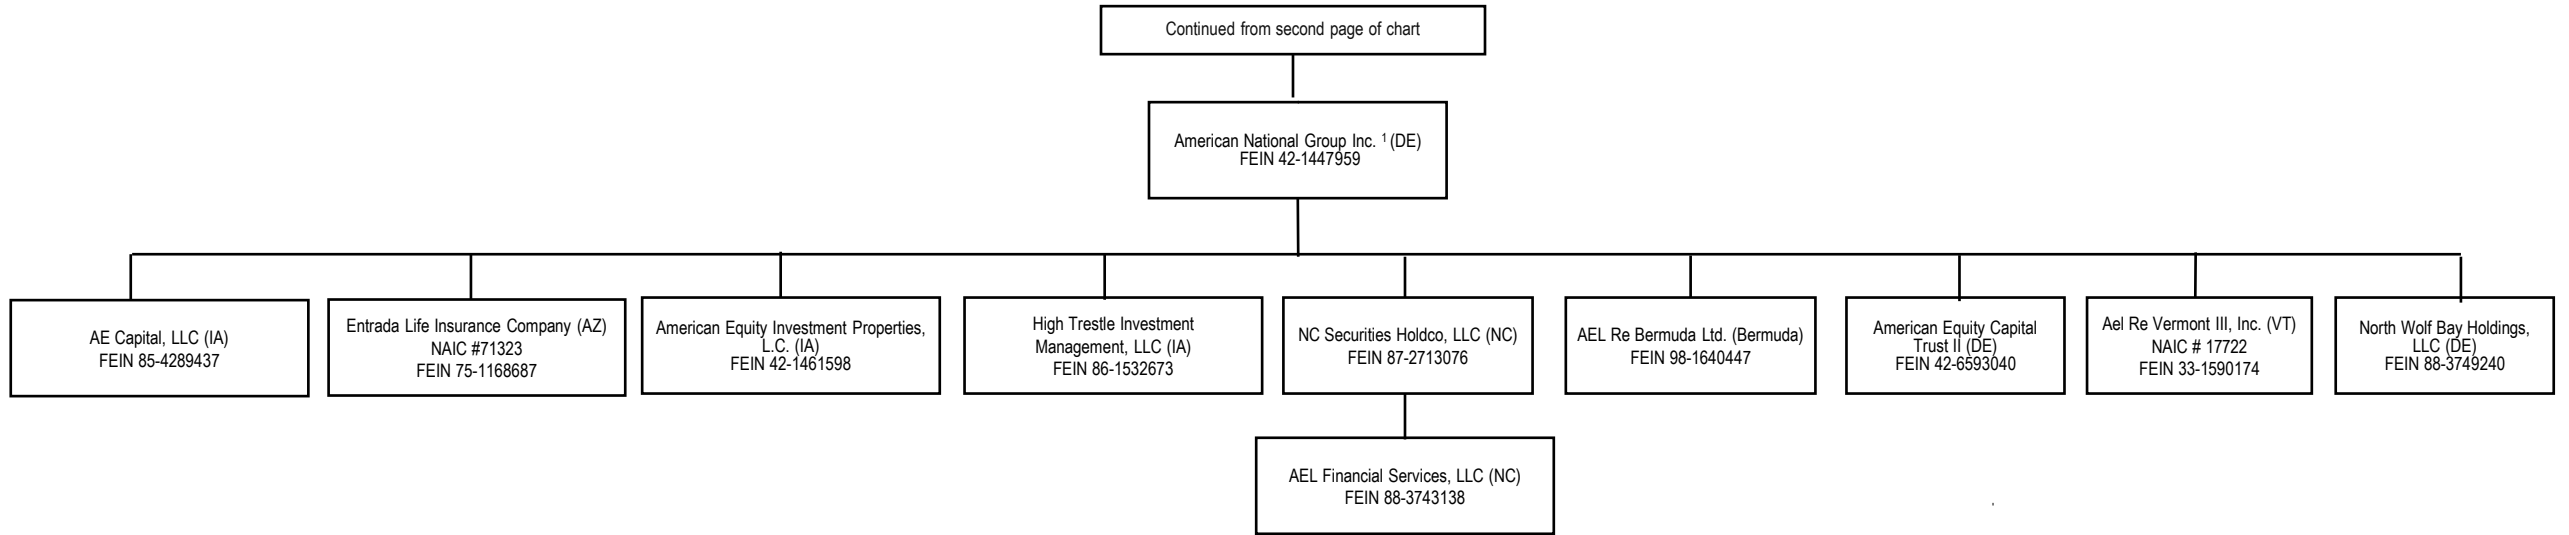 Continued from second page of chart
American National Group Inc. ¹ (DE)
FEIN 42-1447959
AE Capital, LLC (IA)
FEIN 85-4289437
Entrada Life Insurance Company (AZ)
NAIC #71323
FEIN 75-1168687
American Equity Investment Properties,
L.C. (IA)
FEIN 42-1461598
High Trestle Investment
Management, LLC (IA)
FEIN 86-1532673
NC Securities Holdco, LLC (NC)
FEIN 87-2713076
AEL Re Bermuda Ltd. (Bermuda)
FEIN 98-1640447
American Equity Capital
Trust II (DE)
FEIN 42-6593040
Ael Re Vermont III, Inc. (VT)
NAIC # 17722
FEIN 33-1590174
North Wolf Bay Holdings,
LLC (DE)
FEIN 88-3749240
AEL Financial Services, LLC (NC)
FEIN 88-3743138